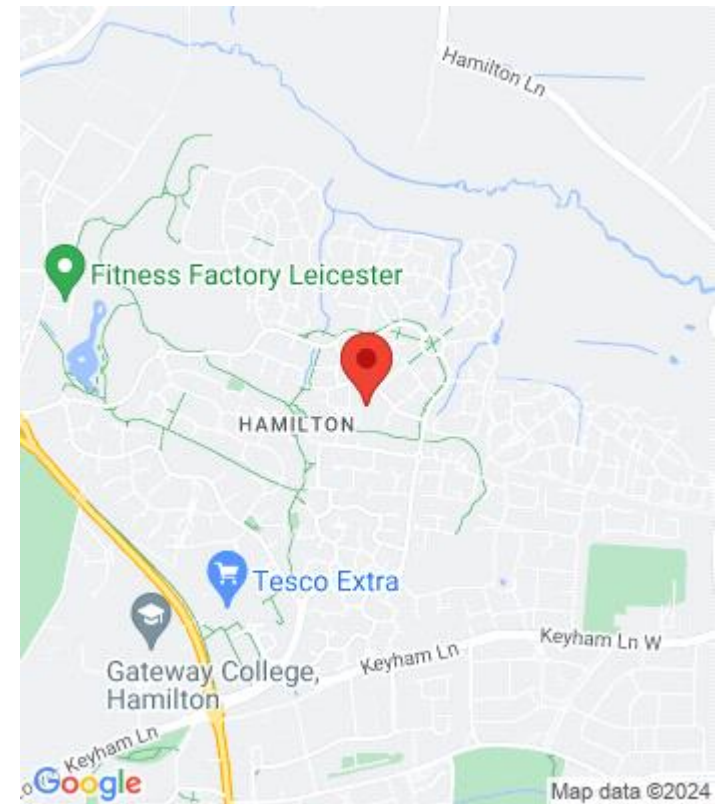 Hamilton Ln
Fitness Factory Leicester
HAMILTON
Tesco Extra
Gateway College,
Hamilton
Keyham Ln
Keyham Ln W
Keyham Ln
Google
Map data ©2024